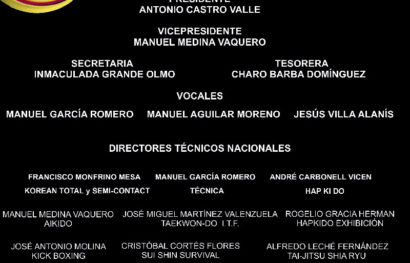 PRESIDENTE
ANTONIO CASTRO VALLE
VICEPRESIDENTE
MANUEL MEDINA VAQUERO
SECRETARIA TESORERA
INMACULADA GRANDE OLMO CHARO BARBA DOMÍNGUEZ
VOCALES
MANUEL GARCÍA ROMERO MANUEL AGUILAR MORENO JESÚS VILLA ALANÍS
DIRECTORES TÉCNICOS NACIONALES
FRANCISCO MONFRINO MESA MANUEL GARCÍA ROMERO ANDRÉ CARBONELL VICEN
KOREAN TOTAL y SEMI-CONTACT TÉCNICA HAP KI DO
MANUEL MEDINA VAQUERO JOSÉ MIGUEL MARTÍNEZ VALENZUELA ROGELIO GRACIA HERMAN
AIKIDO TAEKWON-DO I.T.F. HAPKIDO EXHIBICIÓN
JOSÉ ANTONIO MOLINA CRISTÓBAL CORTÉS FLORES ALFREDO LECHÉ FERNÁNDEZ
KICK BOXING SUI SHIN SURVIVAL TAI-JITSU SHIA RYU